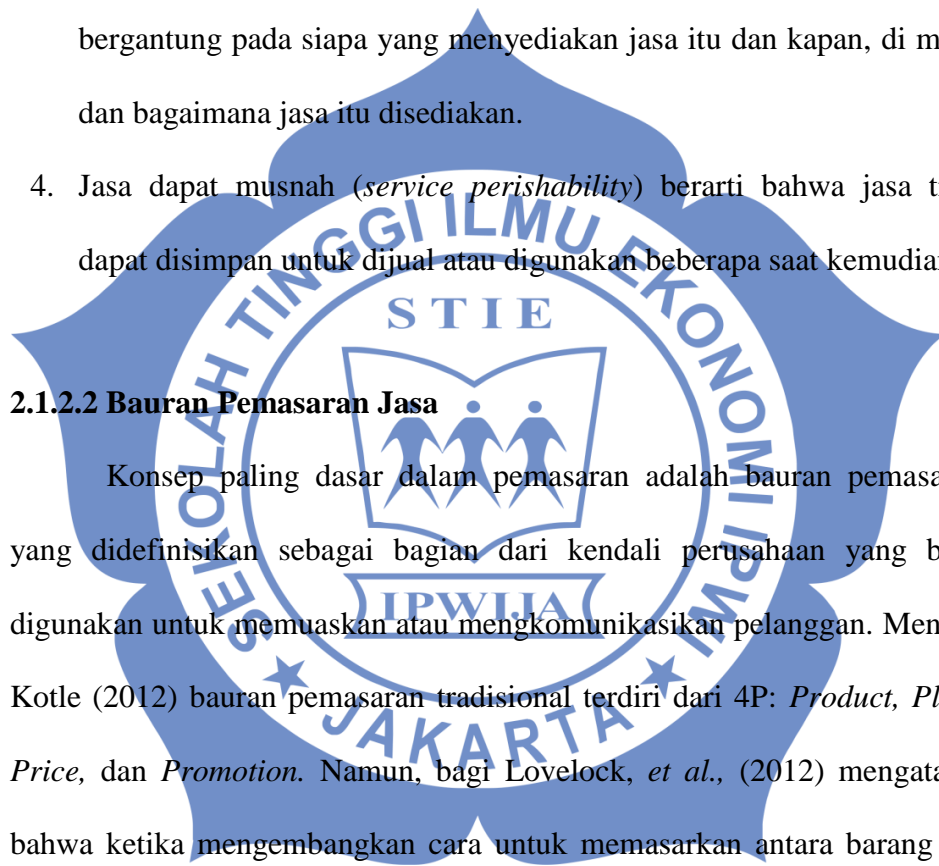 bergantung pada siapa yang menyediakan jasa itu dan kapan, di m
dan bagaimana jasa itu disediakan.
4. Jasa dapat musnah (service perishability) berarti bahwa jasa ti
dapat disimpan untuk dijual atau digunakan beberapa saat kemudian
SEKOLAH TINGGI ILMU EKONOMI IPWI
STIE
2.1.2.2 Bauran Pemasaran Jasa
Konsep paling dasar dalam pemasaran adalah bauran pemasa
yang didefinisikan sebagai bagian dari kendali perusahaan yang b
IPWIJA
digunakan untuk memuaskan atau mengkomunikasikan pelanggan. Men
Kotle (2012) bauran pemasaran tradisional terdiri dari 4P: Product, Pl
JAKARTA
Price, dan Promotion. Namun, bagi Lovelock, et al., (2012) mengata
bahwa ketika mengembangkan cara untuk memasarkan antara barang